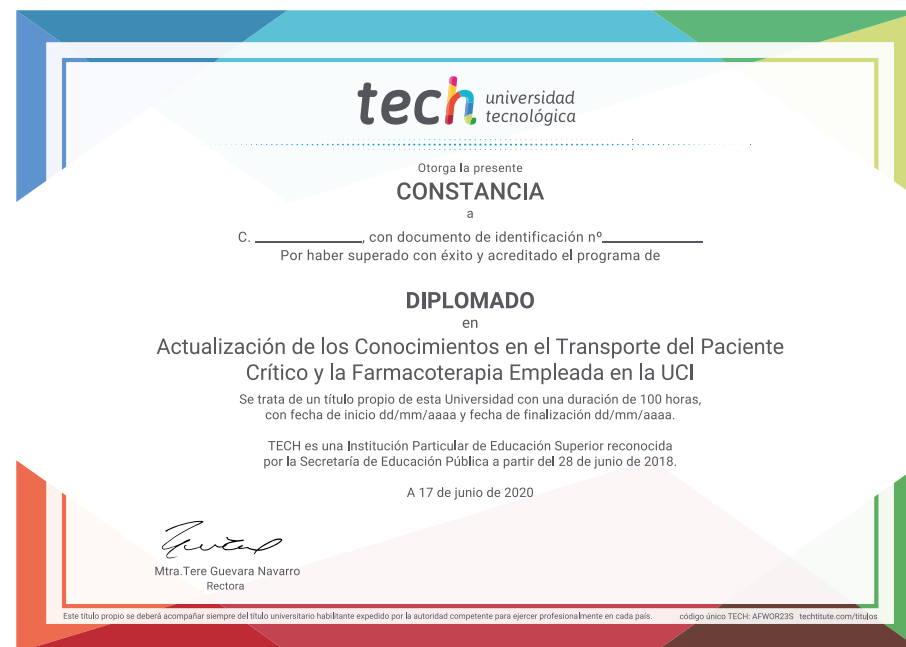 tech universidad
tecnológica
Otorga la presente
CONSTANCIA
a
C. ______________, con documento de identificación nº_____________
Por haber superado con éxito y acreditado el programa de
DIPLOMADO
en
Actualización de los Conocimientos en el Transporte del Paciente
Crítico y la Farmacoterapia Empleada en la UCI
Se trata de un título propio de esta Universidad con una duración de 100 horas,
con fecha de inicio dd/mm/aaaa y fecha de finalización dd/mm/aaaa.
TECH es una Institución Particular de Educación Superior reconocida
por la Secretaría de Educación Pública a partir del 28 de junio de 2018.
A 17 de junio de 2020
Mtra.Tere Guevara Navarro
Rectora
Este título propio se deberá acompañar siempre del título universitario habilitante expedido por la autoridad competente para ejercer profesionalmente en cada país. código único TECH: AFWOR23S techtitute.com/titulos